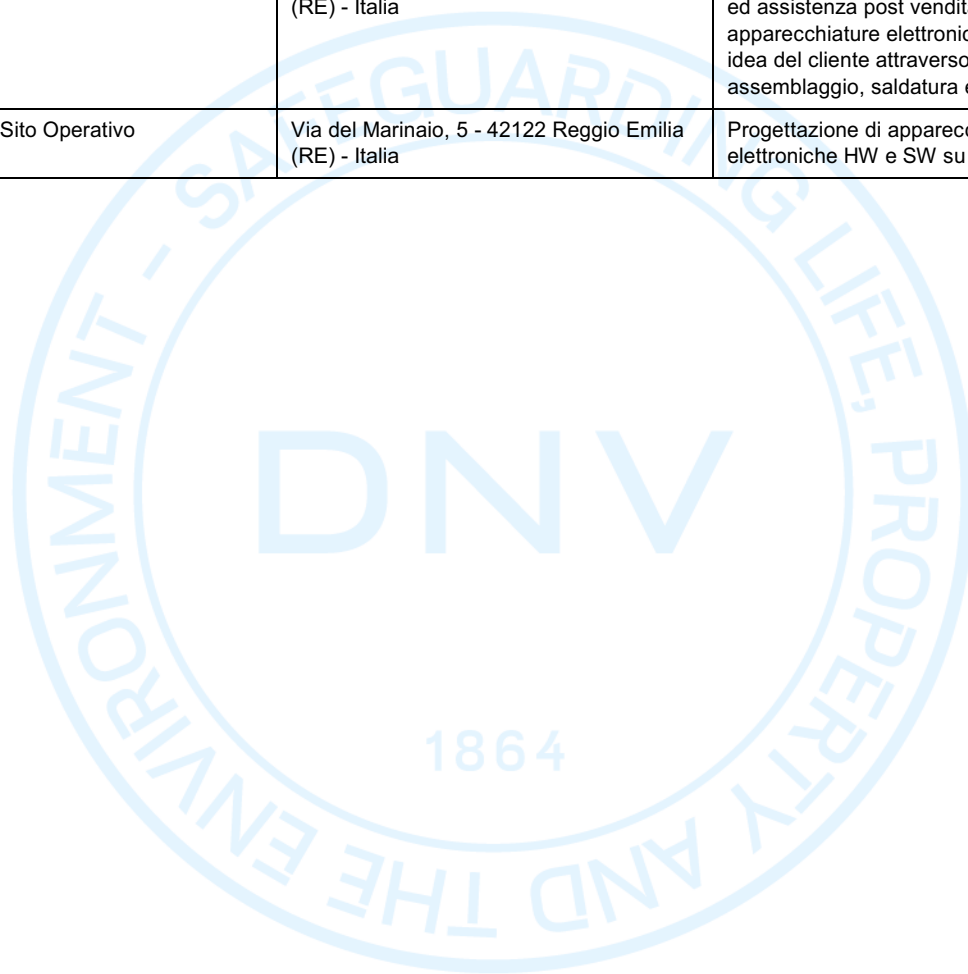 (RE) - Italia
ed assistenza post vendit
apparecchiature elettronic
idea del cliente attraverso
assemblaggio, saldatura e
Sito Operativo
Via del Marinaio, 5 - 42122 Reggio Emilia
(RE) - Italia
Progettazione di apparecc
elettroniche HW e SW su
SAFEGUARDING LIFE, PROPERTY AND THE ENVIRONMENT -
DNV
1864